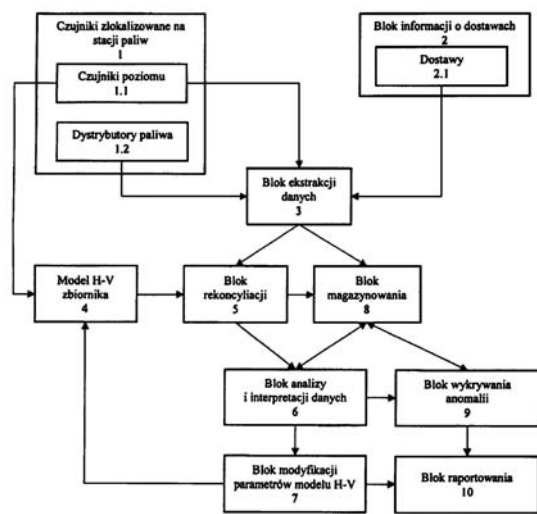 Czujniki zlokalizowane na
stacji paliw
1
Czujniki poziomu
1.1
Dystrybutory paliwa
1.2
Blok informacji o dostawach
2
Dostawy
2.1
Blok ekstrakcji
danych
3
Model H-V
zbiornika
4
Blok
rekoncyliacji
5
Blok
magazynowania
8
Blok analizy
i interpretacji danych
6
Blok wykrywania
anomalii
9
Blok modyfikacji
parametrów modelu H-V
7
Blok raportowania
10